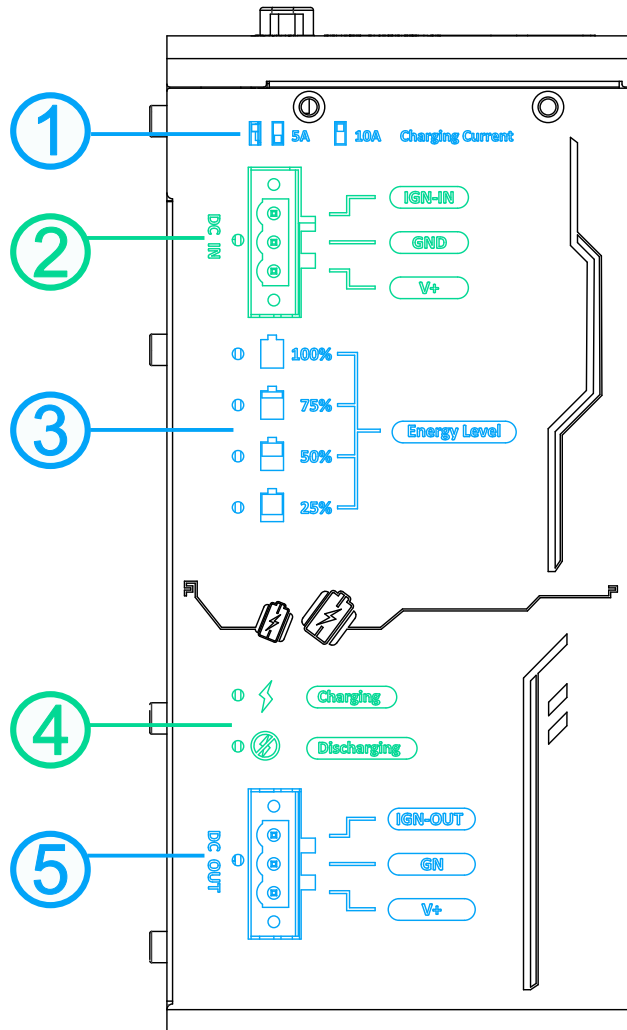 1
5A 10A Charging Current
2
DC IN
IGN-IN
GND
V+
3
100%
75%
50%
25%
Energy Level
4
Charging
Discharging
5
DC OUT
IGN-OUT
GN
V+